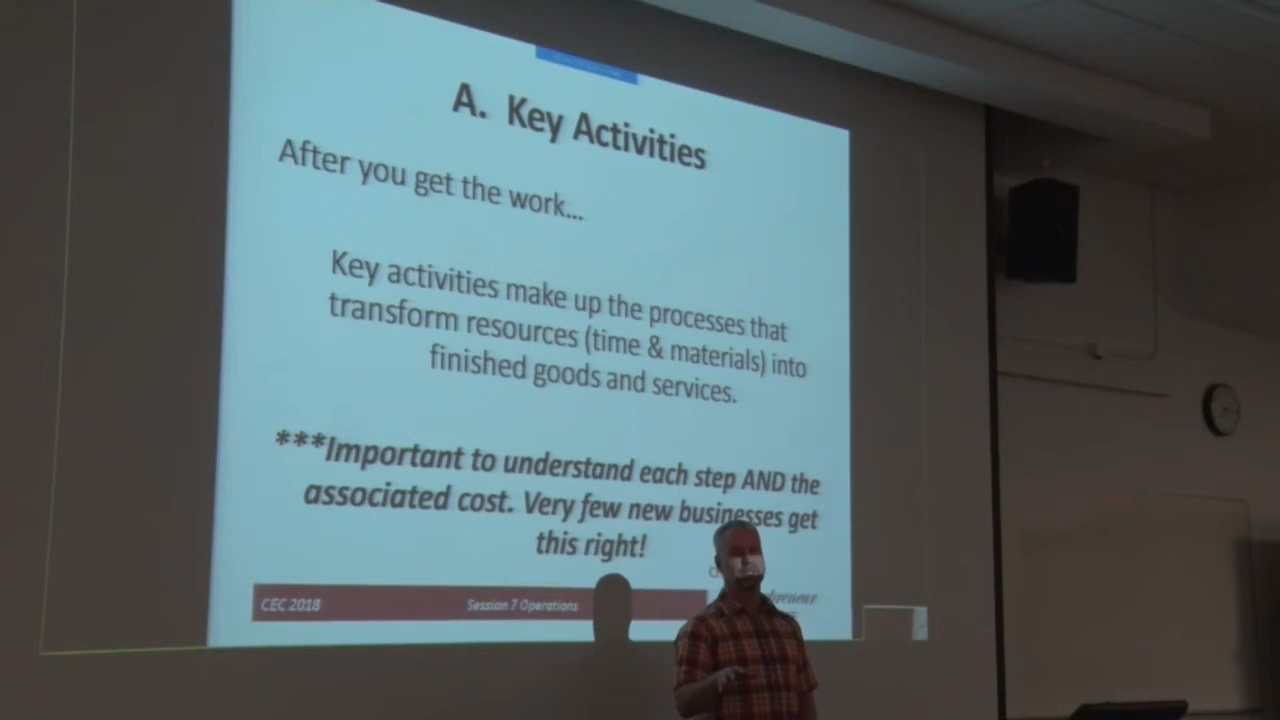 A. Key Activities
After you get the work...
Key activities make up the processes that
transform resources (time & materials) into
finished goods and services.
***Important to understand each step AND the
associated cost. Very few new businesses get
this right!
CEC 2018
Session 7 Operations